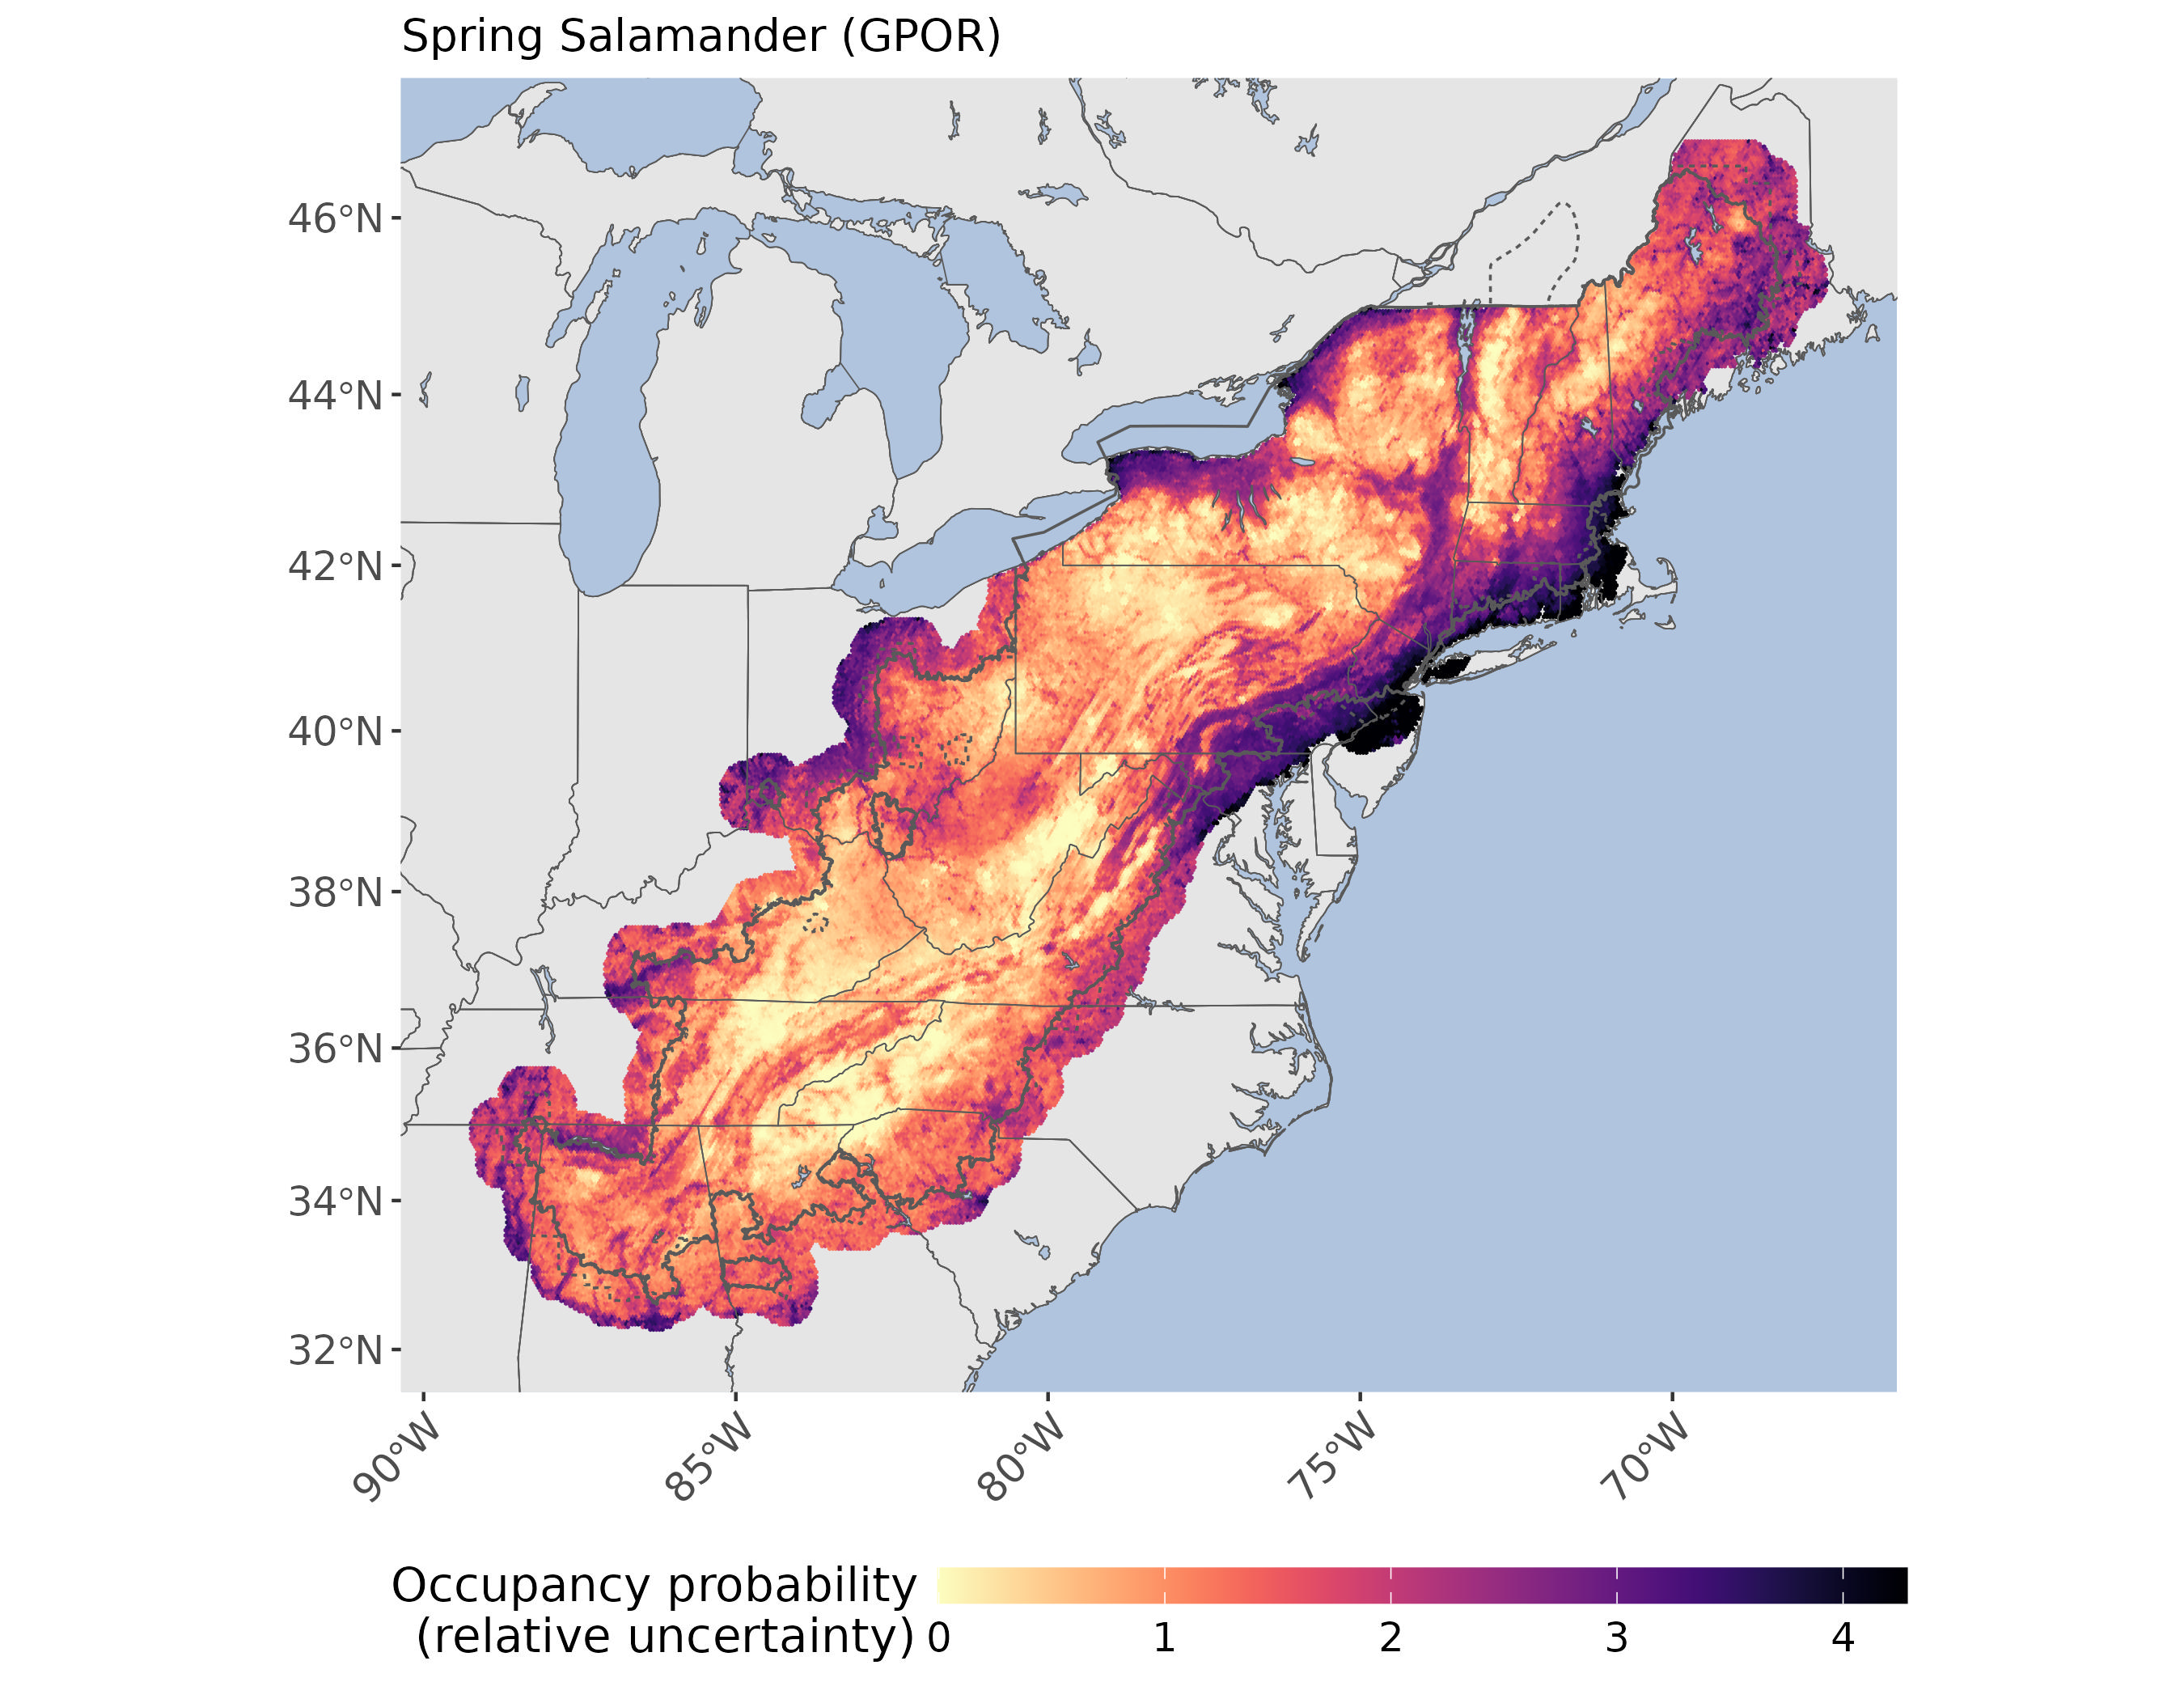 Spring Salamander (GPOR)
46°N
44°N
42°N
40°N
38°N
36°N
34°N
32°N
90°W 85°W 80°W 75°W 70°W
Occupancy probability
(relative uncertainty) 0 1 2 3 4